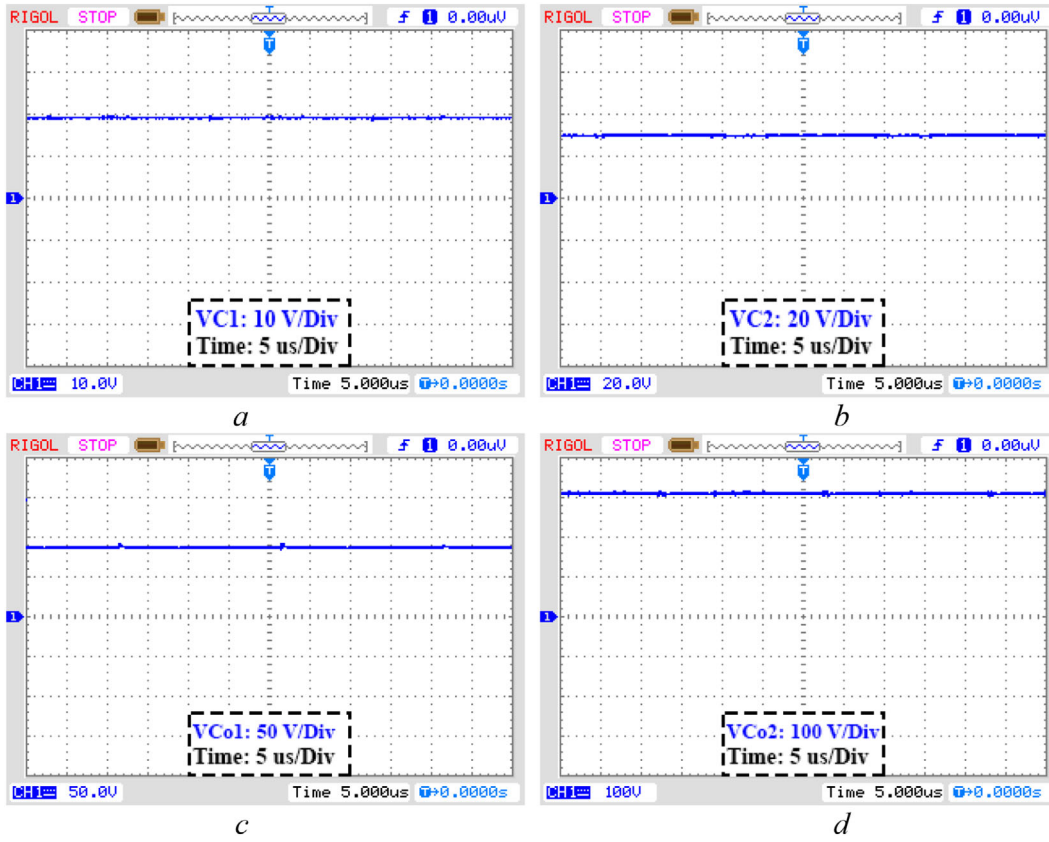 RIGOL STOP T 1 0.00uV
T
1
VC1: 10 V/Div
Time: 5 us/Div
CH1 10.0V Time 5.000us T→0.0000s
a
RIGOL STOP T 1 0.00uV
T
1
VC2: 20 V/Div
Time: 5 us/Div
CH1 20.0V Time 5.000us T→0.0000s
b
RIGOL STOP T 1 0.00uV
T
1
VCo1: 50 V/Div
Time: 5 us/Div
CH1 50.0V Time 5.000us T→0.0000s
c
RIGOL STOP T 1 0.00uV
T
1
VCo2: 100 V/Div
Time: 5 us/Div
CH1 100V Time 5.000us T→0.0000s
d